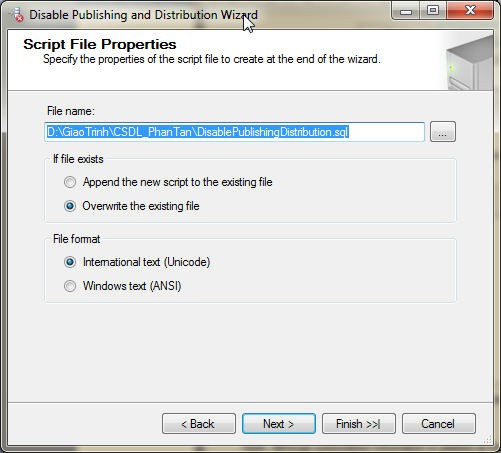 Disable Publishing and Distribution Wizard
Script File Properties
Specify the properties of the script file to create at the end of the wizard.
File name:
D:\GiaoTrinh\CSDL_PhanTan\DisablePublishingDistribution.sql
...
If file exists
Append the new script to the existing file
Overwrite the existing file
File format
International text (Unicode)
Windows text (ANSI)
< Back
Next >
Finish >>|
Cancel